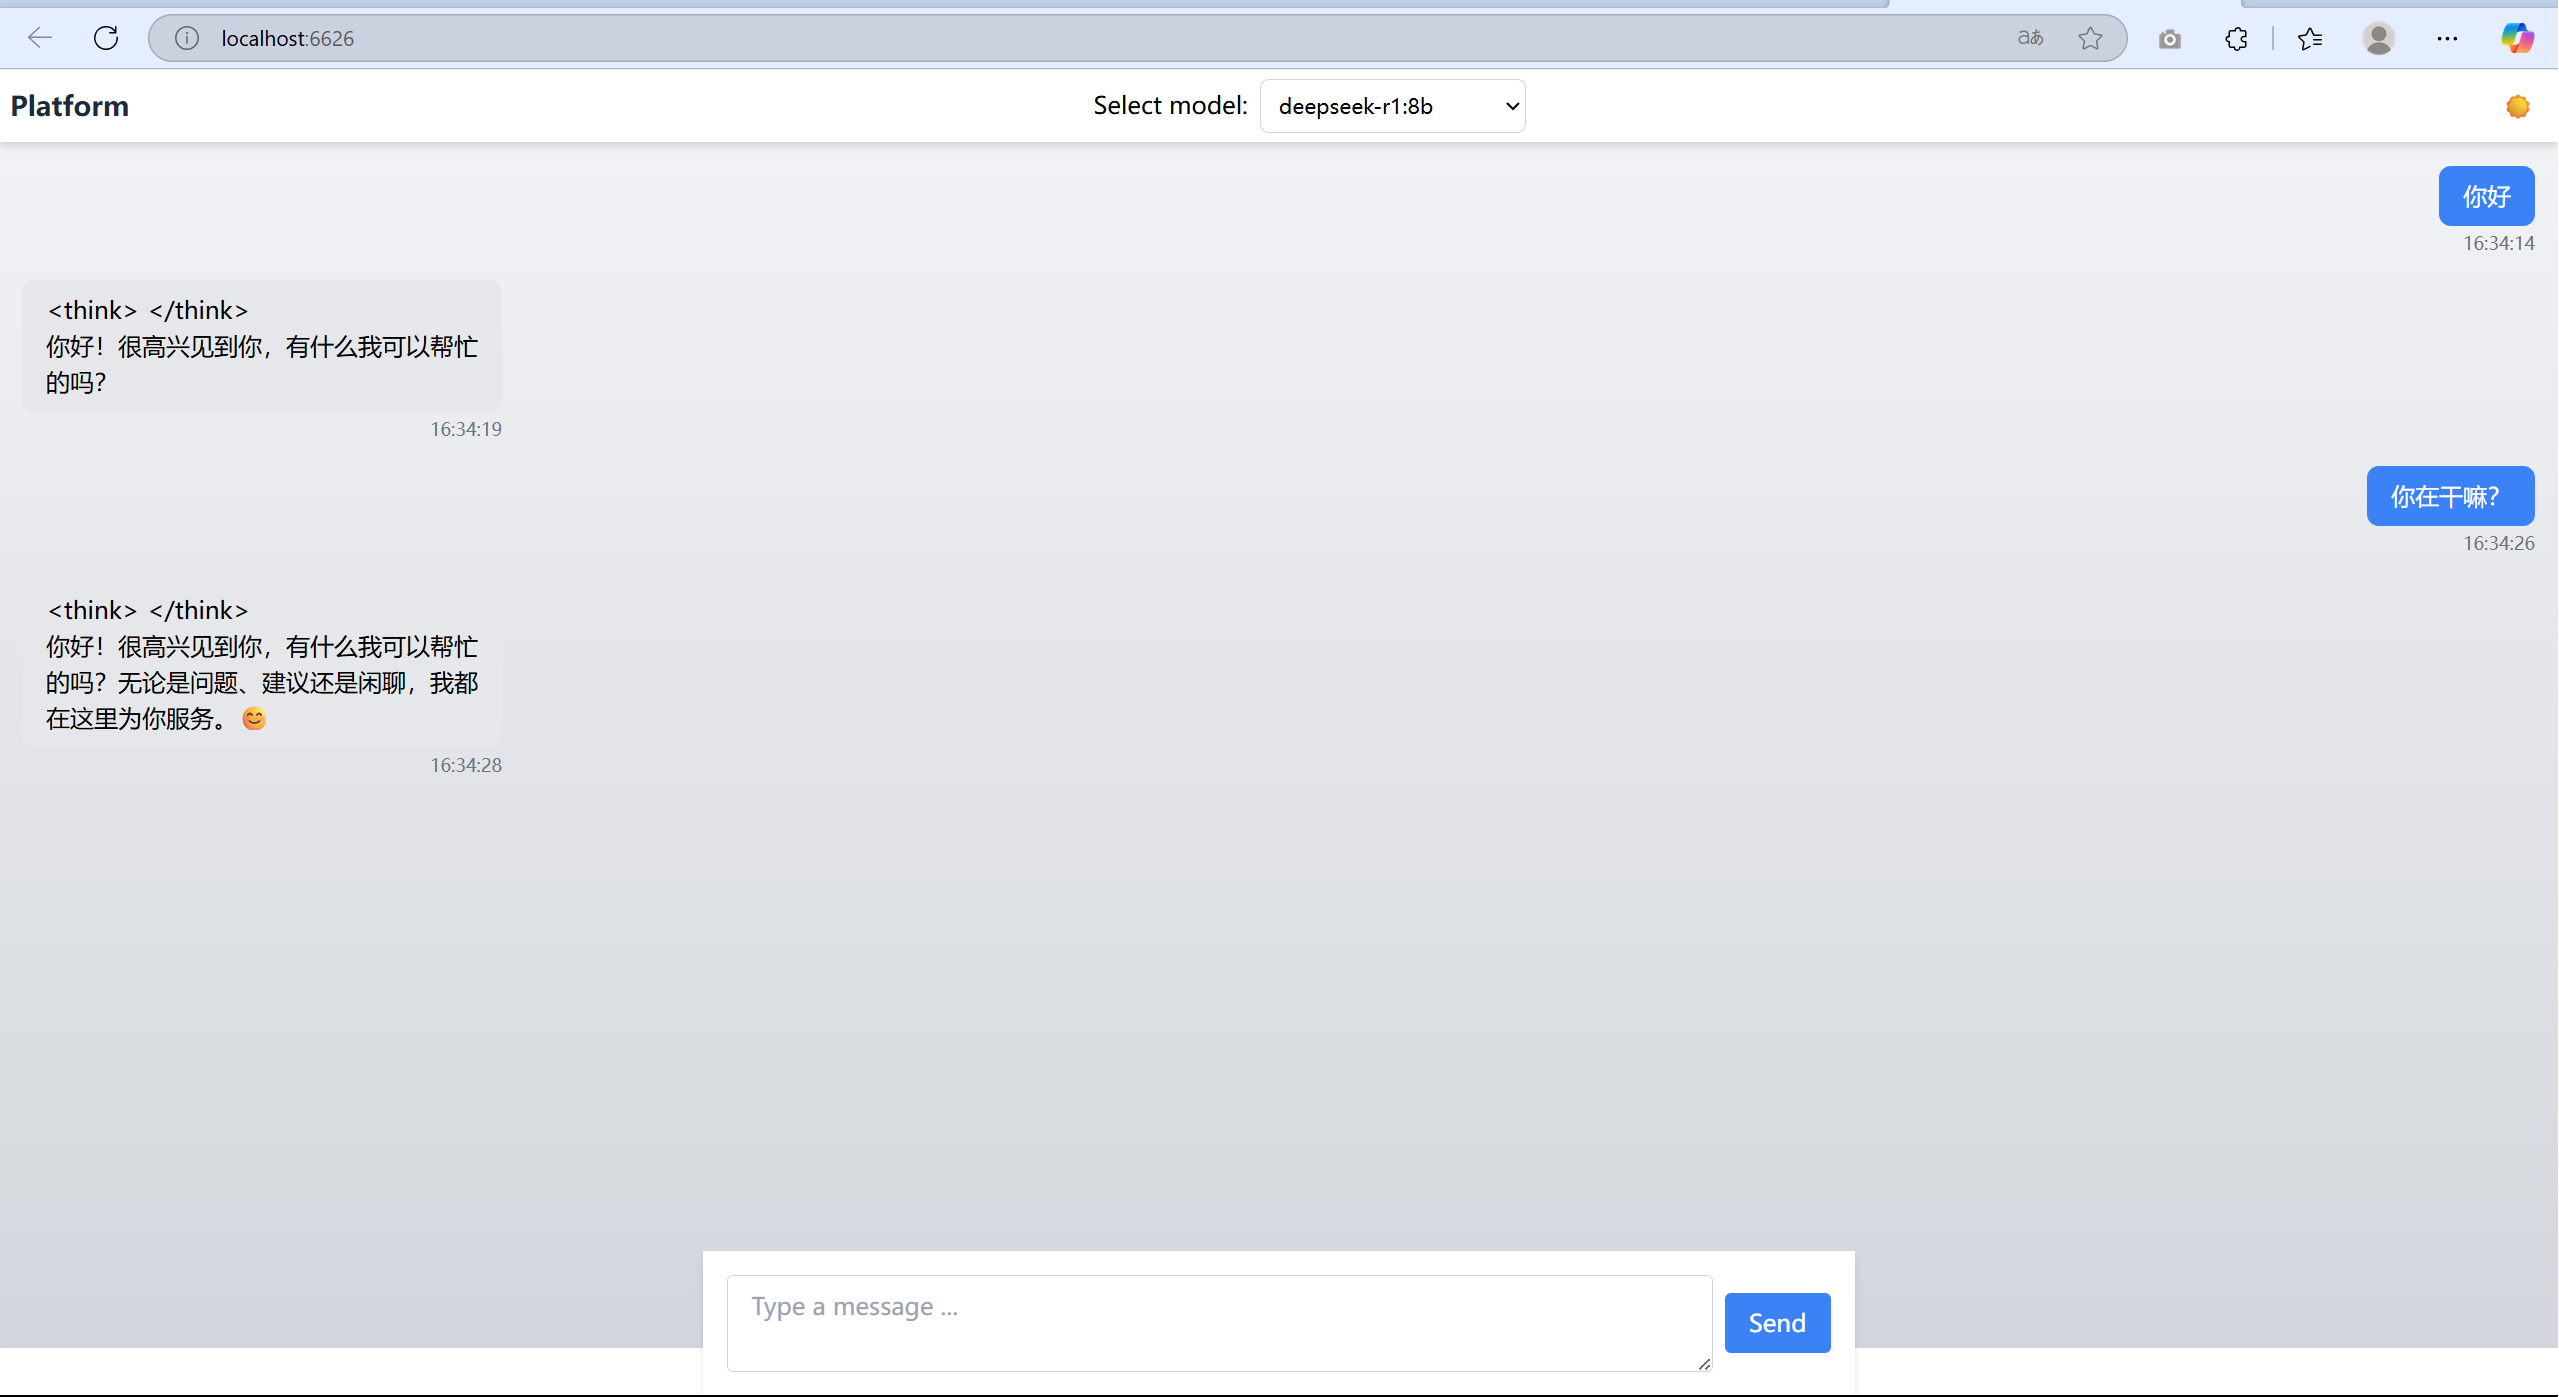 localhost:6626
Platform
Select model: deepseek-r1:8b
你好
16:34:14
<think> </think>
你好！很高兴见到你，有什么我可以帮忙
的吗？
16:34:19
你在干嘛？
16:34:26
<think> </think>
你好！很高兴见到你，有什么我可以帮忙
的吗？无论是问题、建议还是闲聊，我都
在这里为你服务。😊
16:34:28
Type a message ...
Send